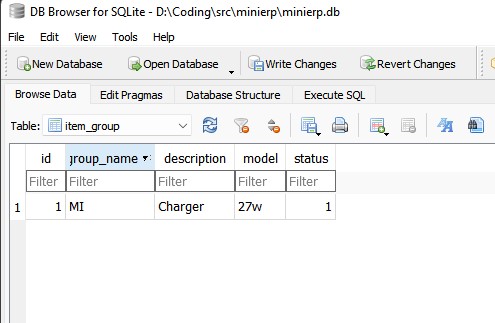 DB Browser for SQLite - D:\Coding\src\minierp\minierp.db
File Edit View Tools Help
New Database Open Database Write Changes Revert Changes
Browse Data Edit Pragmas Database Structure Execute SQL
Table: item_group
id group_name description model status
Filter Filter Filter Filter Filter
1 1 MI Charger 27w 1